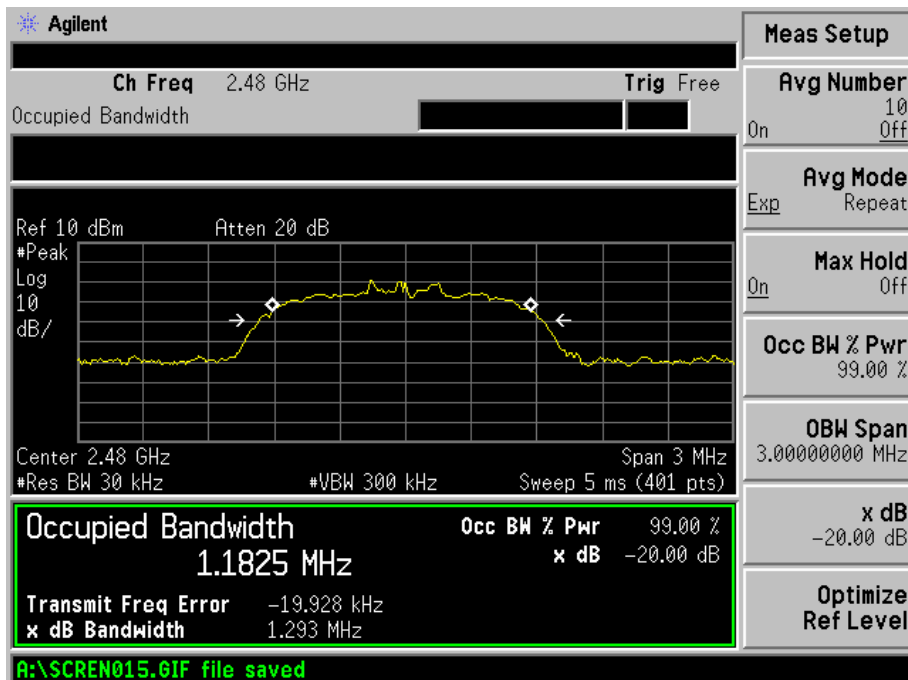 Agilent
Ch Freq 2.48 GHz Trig Free
Occupied Bandwidth
Ref 10 dBm Atten 20 dB
#Peak
Log
10
dB/
Center 2.48 GHz Span 3 MHz
#Res BW 30 kHz #VBW 300 kHz Sweep 5 ms (401 pts)
Occupied Bandwidth
1.1825 MHz
Occ BW % Pwr 99.00 %
x dB -20.00 dB
Transmit Freq Error -19.928 kHz
x dB Bandwidth 1.293 MHz
A:\SCREN015.GIF file saved
Meas Setup
Avg Number
10
On Off
Avg Mode
Exp Repeat
Max Hold
On Off
Occ BW % Pwr
99.00 %
OBW Span
3.00000000 MHz
x dB
-20.00 dB
Optimize
Ref Level